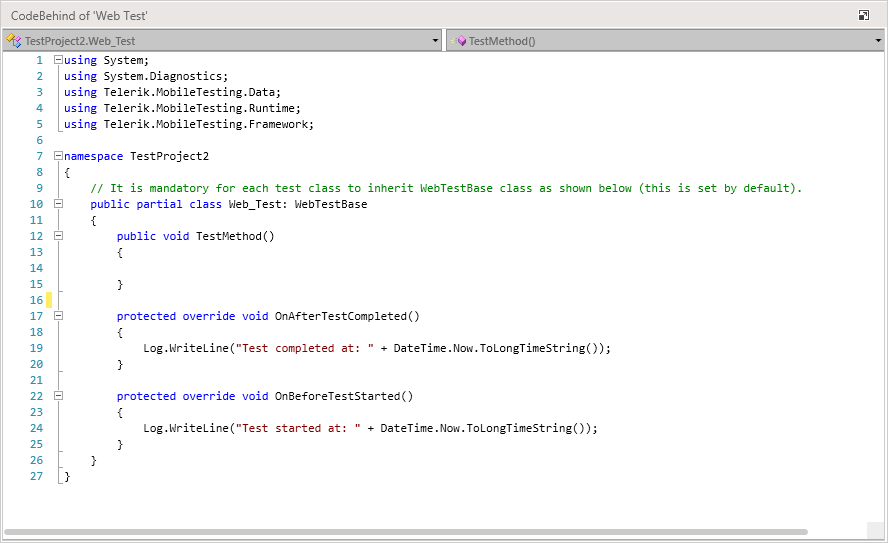 CodeBehind of 'Web Test'
TestProject2.Web_Test TestMethod()
1 using System;
2 using System.Diagnostics;
3 using Telerik.MobileTesting.Data;
4 using Telerik.MobileTesting.Runtime;
5 using Telerik.MobileTesting.Framework;
6
7 namespace TestProject2
8 {
9     // It is mandatory for each test class to inherit WebTestBase class as shown below (this is set by default).
10     public partial class Web_Test: WebTestBase
11     {
12         public void TestMethod()
13         {
14
15         }
16
17         protected override void OnAfterTestCompleted()
18         {
19             Log.WriteLine("Test completed at: " + DateTime.Now.ToLongTimeString());
20         }
21
22         protected override void OnBeforeTestStarted()
23         {
24             Log.WriteLine("Test started at: " + DateTime.Now.ToLongTimeString());
25         }
26     }
27 }